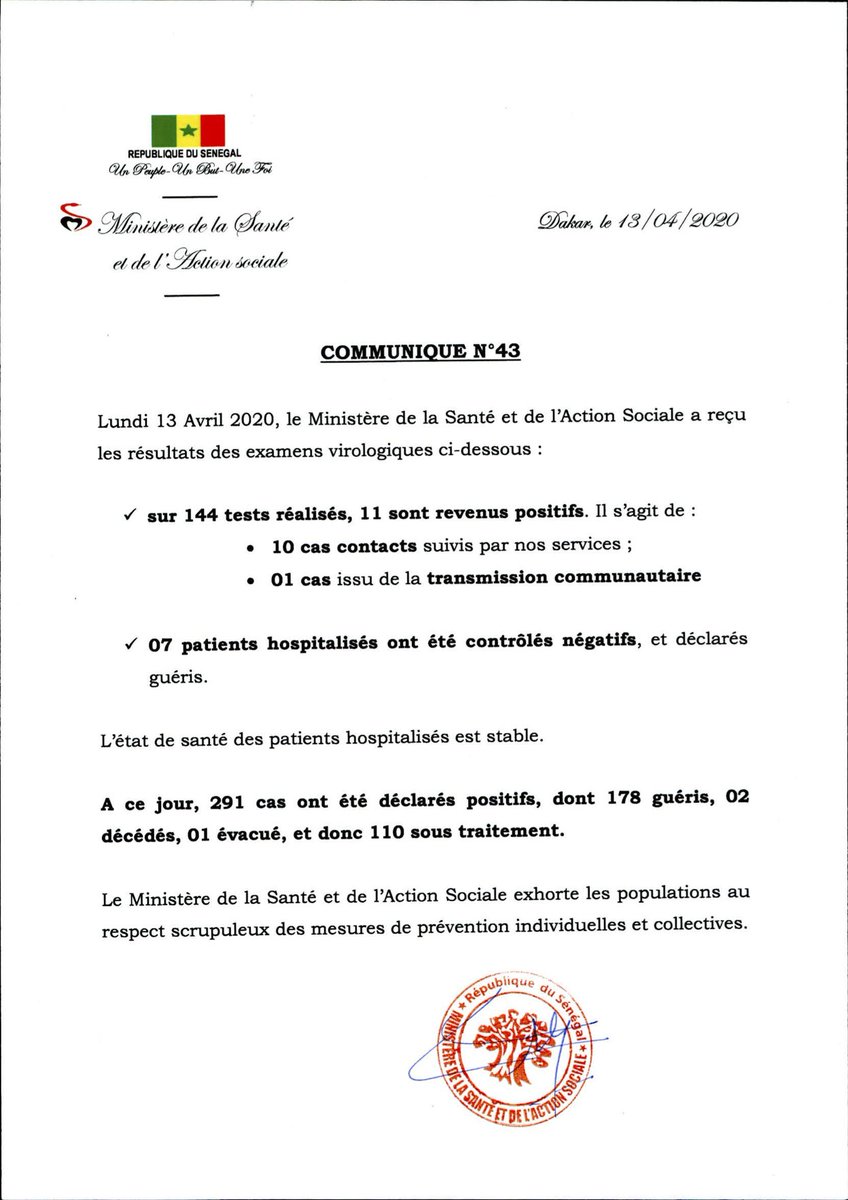 REPUBLIQUE DU SENEGAL
Un Peuple-Un But-Une Foi
Ministère de la Santé
et de l'Action sociale
Dakar, le 13/04/2020
COMMUNIQUE N°43
Lundi 13 Avril 2020, le Ministère de la Santé et de l'Action Sociale a reçu
les résultats des examens virologiques ci-dessous :
✓ sur 144 tests réalisés, 11 sont revenus positifs. Il s'agit de :
• 10 cas contacts suivis par nos services ;
• 01 cas issu de la transmission communautaire
✓ 07 patients hospitalisés ont été contrôlés négatifs, et déclarés
guéris.
L'état de santé des patients hospitalisés est stable.
A ce jour, 291 cas ont été déclarés positifs, dont 178 guéris, 02
décédés, 01 évacué, et donc 110 sous traitement.
Le Ministère de la Santé et de l'Action Sociale exhorte les populations au
respect scrupuleux des mesures de prévention individuelles et collectives.
★ République du Sénégal ★
MINISTÈRE DE LA SANTÉ ET DE L'ACTION SOCIALE